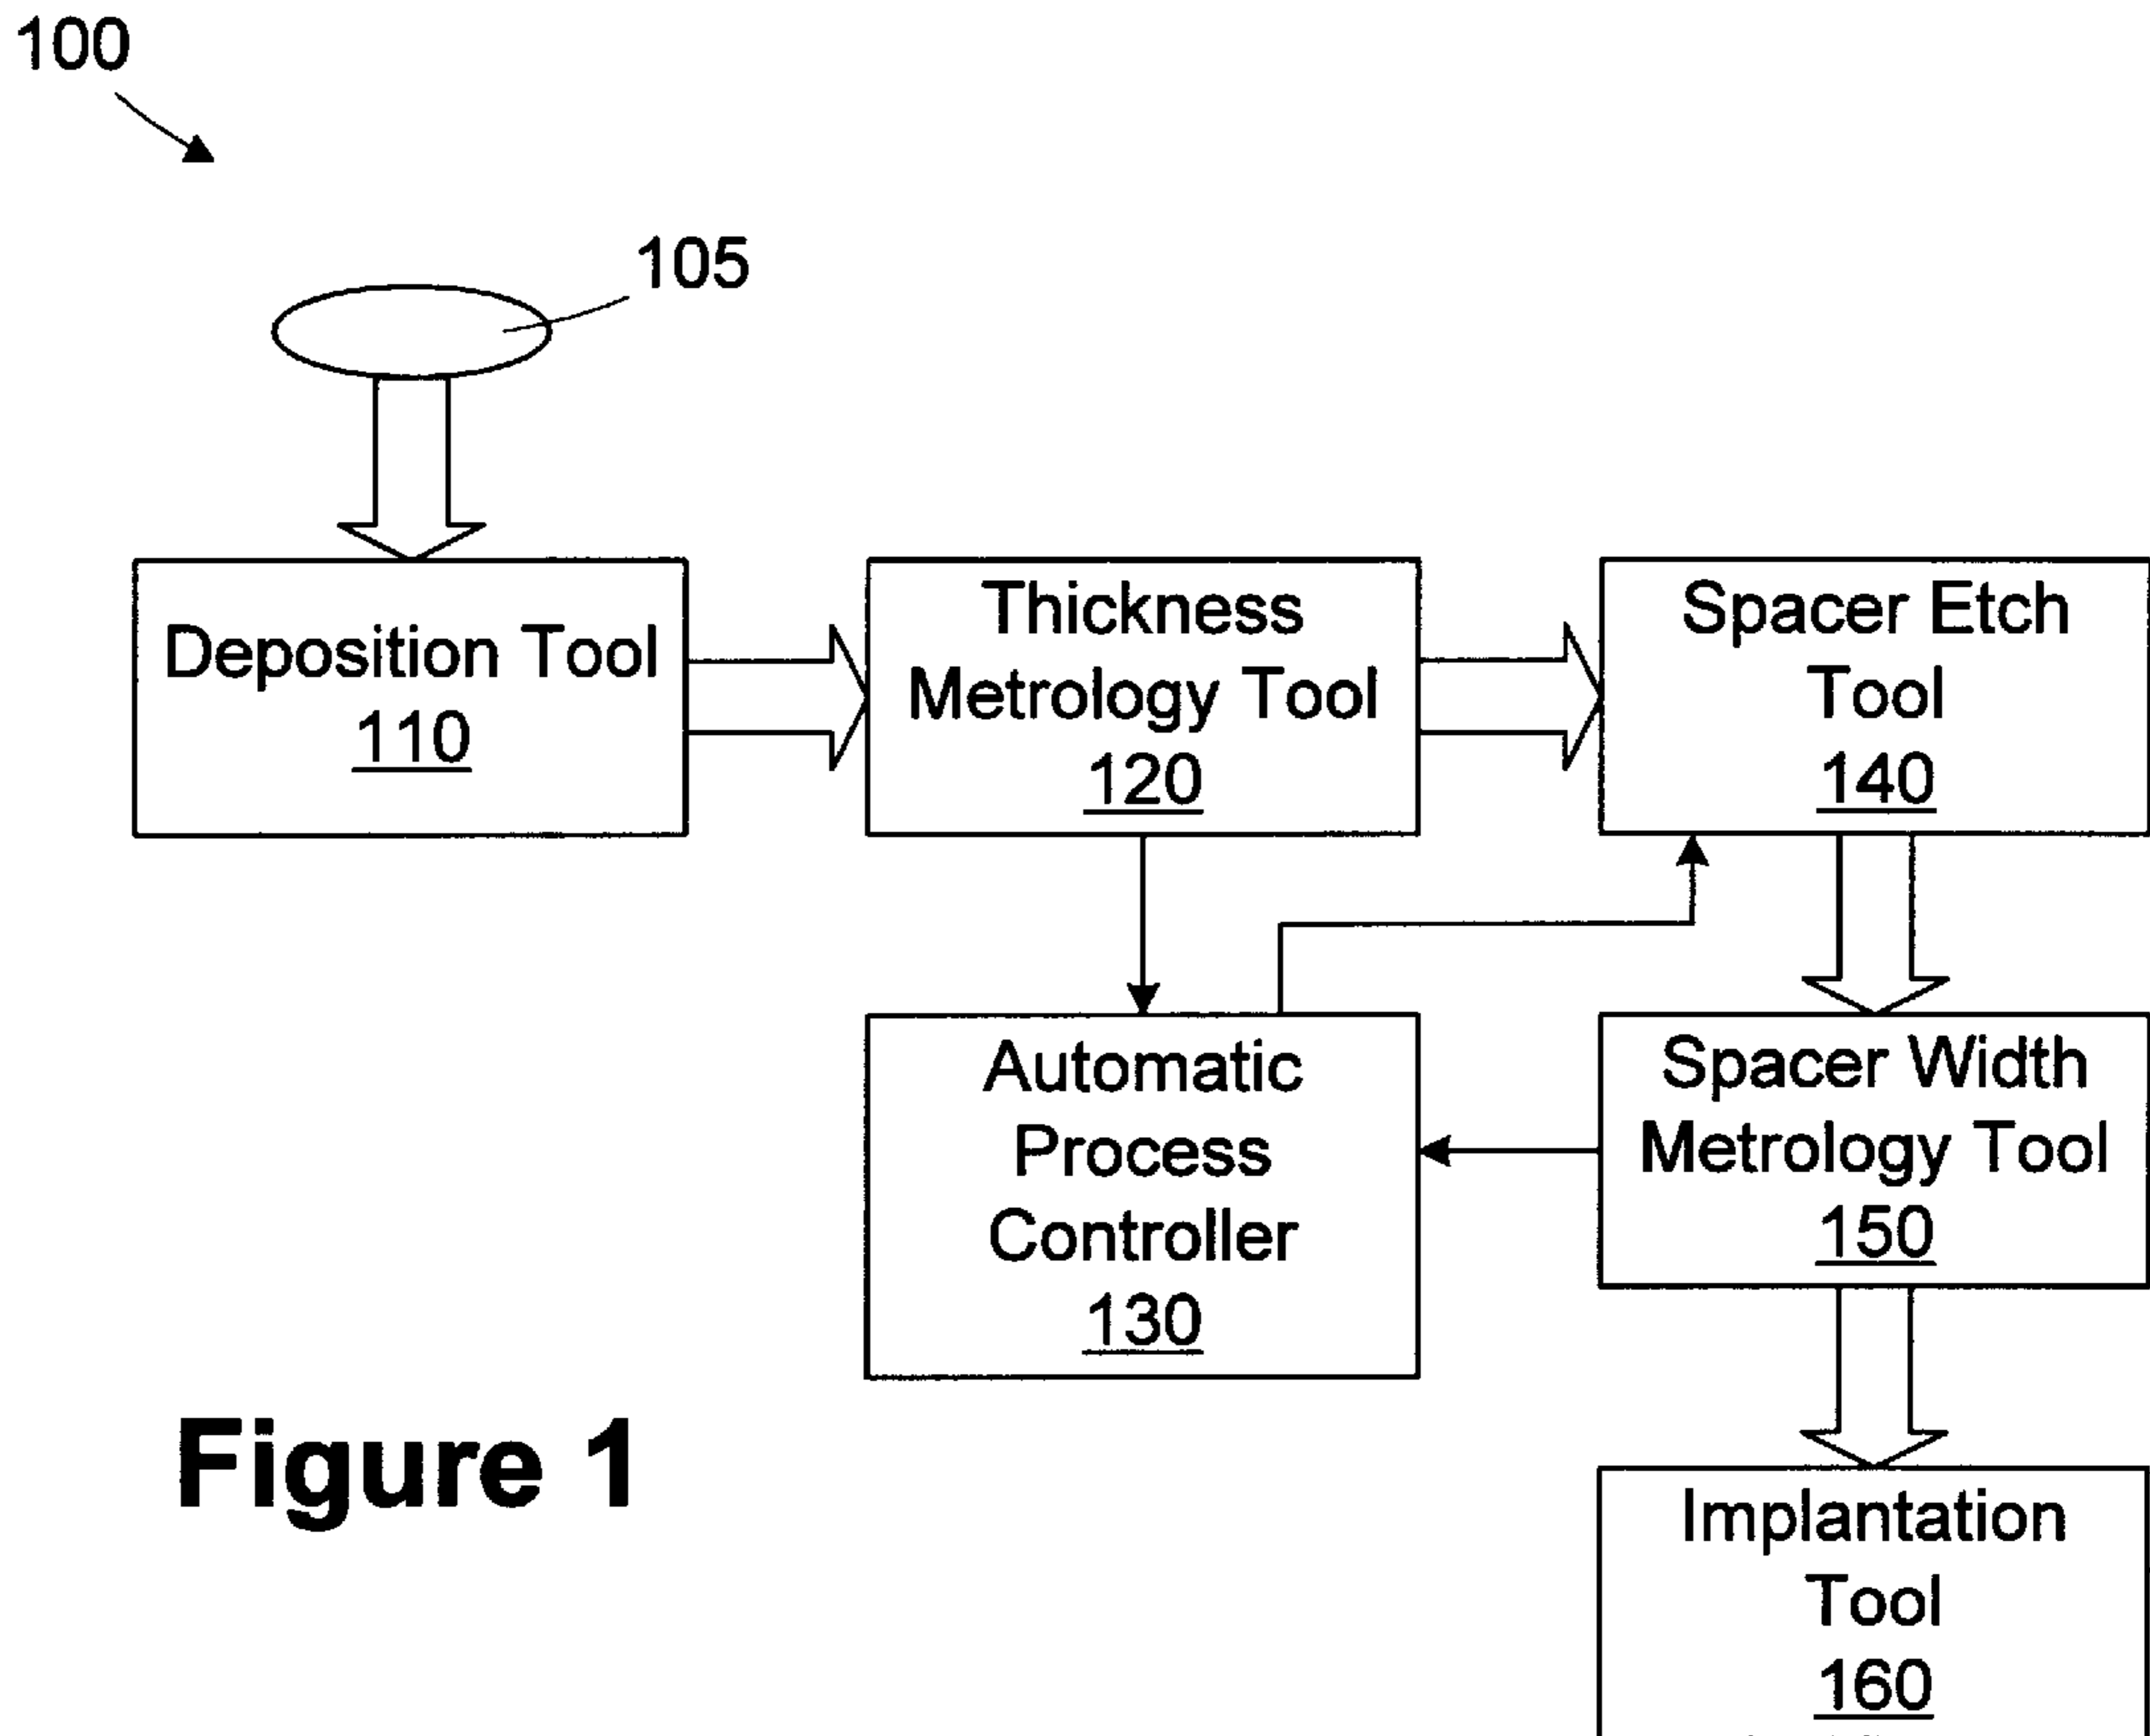 100
105
Deposition Tool
110
Thickness
Metrology Tool
120
Spacer Etch
Tool
140
Automatic
Process
Controller
130
Spacer Width
Metrology Tool
150
Implantation
Tool
160
Figure 1